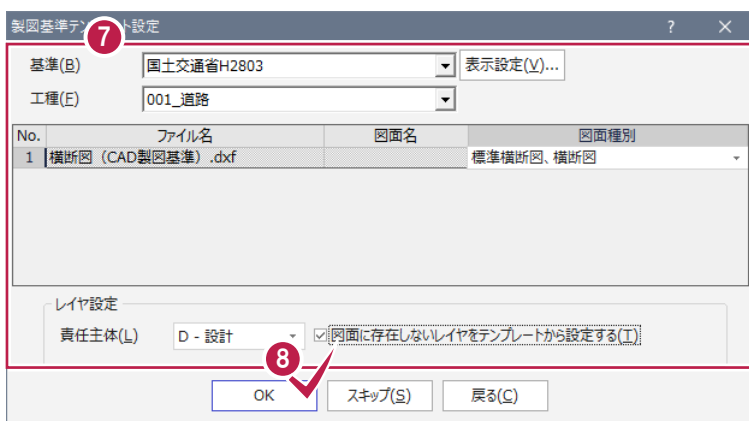 製図基準テンプレート設定 ? ×
7
基準(B) 国土交通省H2803 表示設定(V)...
工種(F) 001_道路
No. ファイル名 図面名 図面種別
1 横断図（CAD製図基準）.dxf 標準横断図、横断図
レイヤ設定
責任主体(L) D - 設計 図面に存在しないレイヤをテンプレートから設定する(T)
8
OK スキップ(S) 戻る(C)